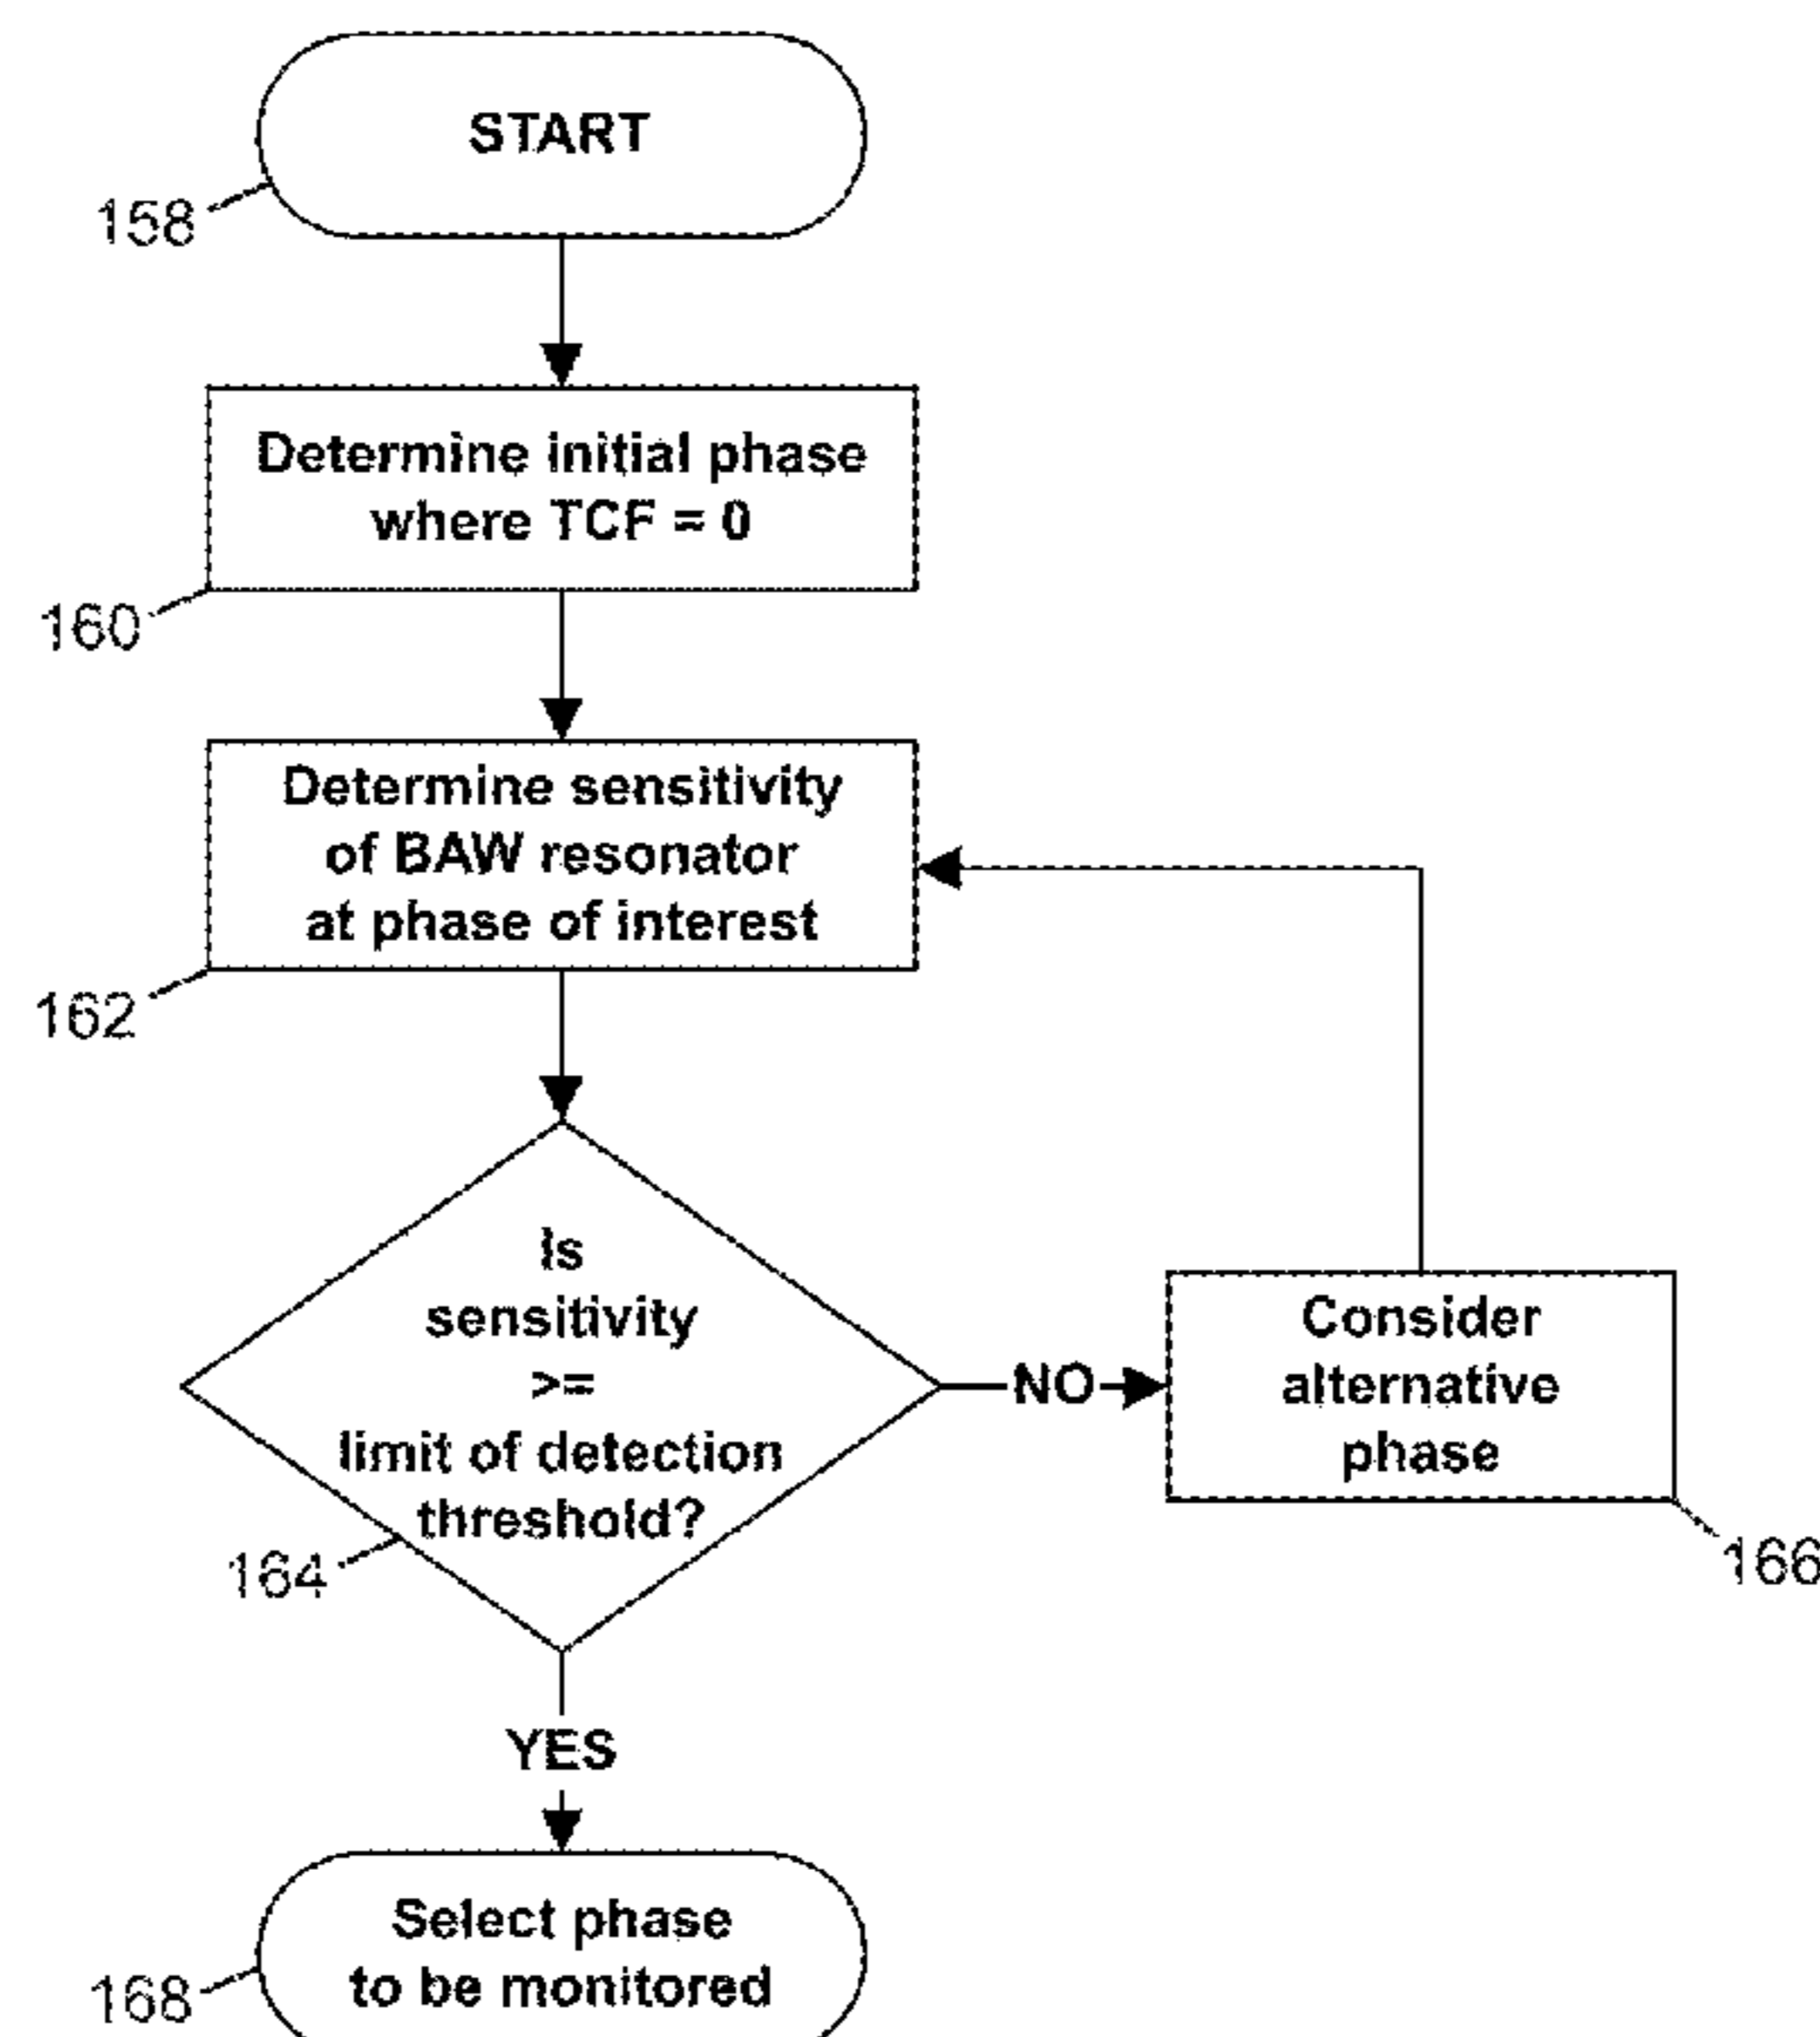 START
158
Determine initial phase
where TCF = 0
160
Determine sensitivity
of BAW resonator
at phase of interest
162
Is
sensitivity
>=
limit of detection
threshold?
164
NO
Consider
alternative
phase
166
YES
Select phase
to be monitored
168